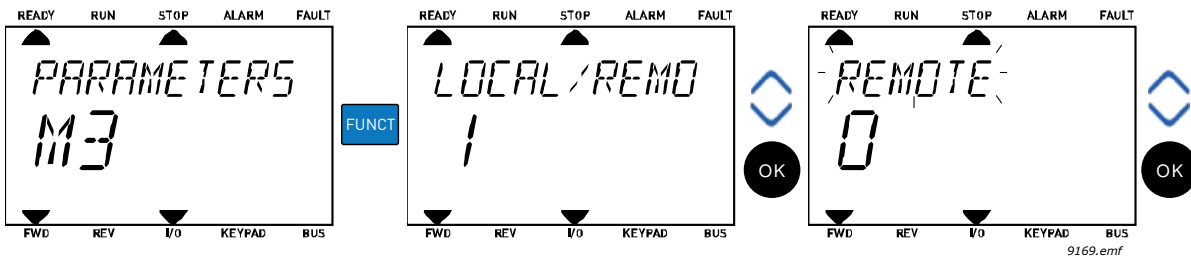 READY RUN STOP ALARM FAULT
PARAMETERS
M3
FWD REV I/O KEYPAD BUS
FUNCT
READY RUN STOP ALARM FAULT
LOCAL/REMO
1
FWD REV I/O KEYPAD BUS
OK
READY RUN STOP ALARM FAULT
REMOTE
0
FWD REV I/O KEYPAD BUS
OK
9169.emf